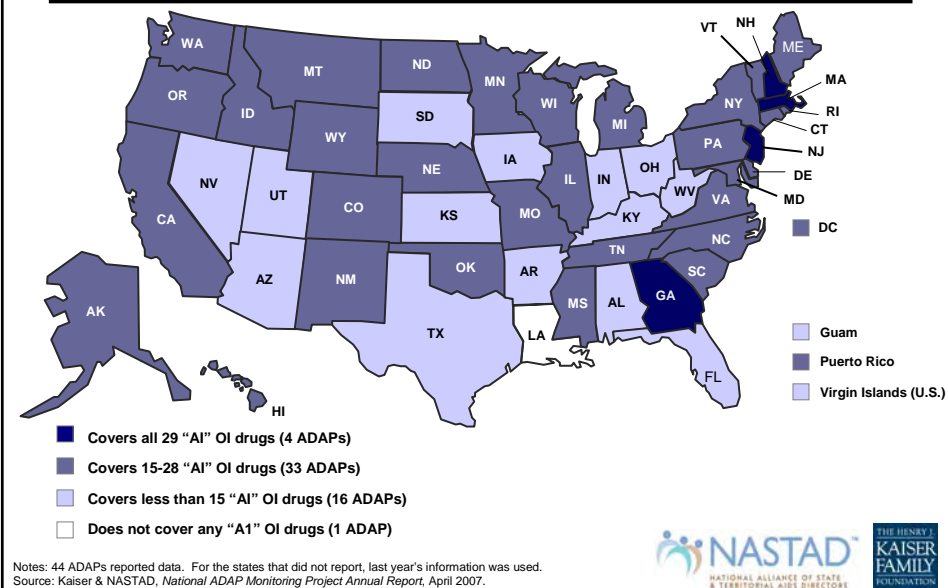 WA
MT
ND
MN
VT
NH
ME
OR
ID
WY
SD
WI
MI
NY
MA
RI
CT
NV
UT
CO
NE
IA
IL
IN
OH
PA
NJ
DE
MD
CA
KS
MO
KY
WV
VA
DC
AZ
NM
OK
AR
TN
NC
SC
MS
AL
GA
AK
TX
LA
FL
HI
Guam
Puerto Rico
Virgin Islands (U.S.)
Covers all 29 “AI” OI drugs (4 ADAPs)
Covers 15-28 “AI” OI drugs (33 ADAPs)
Covers less than 15 “AI” OI drugs (16 ADAPs)
Does not cover any “A1” OI drugs (1 ADAP)
Notes: 44 ADAPs reported data. For the states that did not report, last year’s information was used.
Source: Kaiser & NASTAD, National ADAP Monitoring Project Annual Report, April 2007.
NASTAD™
NATIONAL ALLIANCE OF STATE
& TERRITORIAL AIDS DIRECTORS
THE HENRY J.
KAISER
FAMILY
FOUNDATION